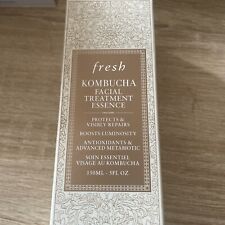 fresh
KOMBUCHA
FACIAL
TREATMENT
ESSENCE
PROTECTS &
VISIBLY REPAIRS
BOOSTS LUMINOSITY
ANTIOXIDANTS &
ADVANCED METABIOTIC
SOIN ESSENTIEL
VISAGE AU KOMBUCHA
150ML - 5FL OZ